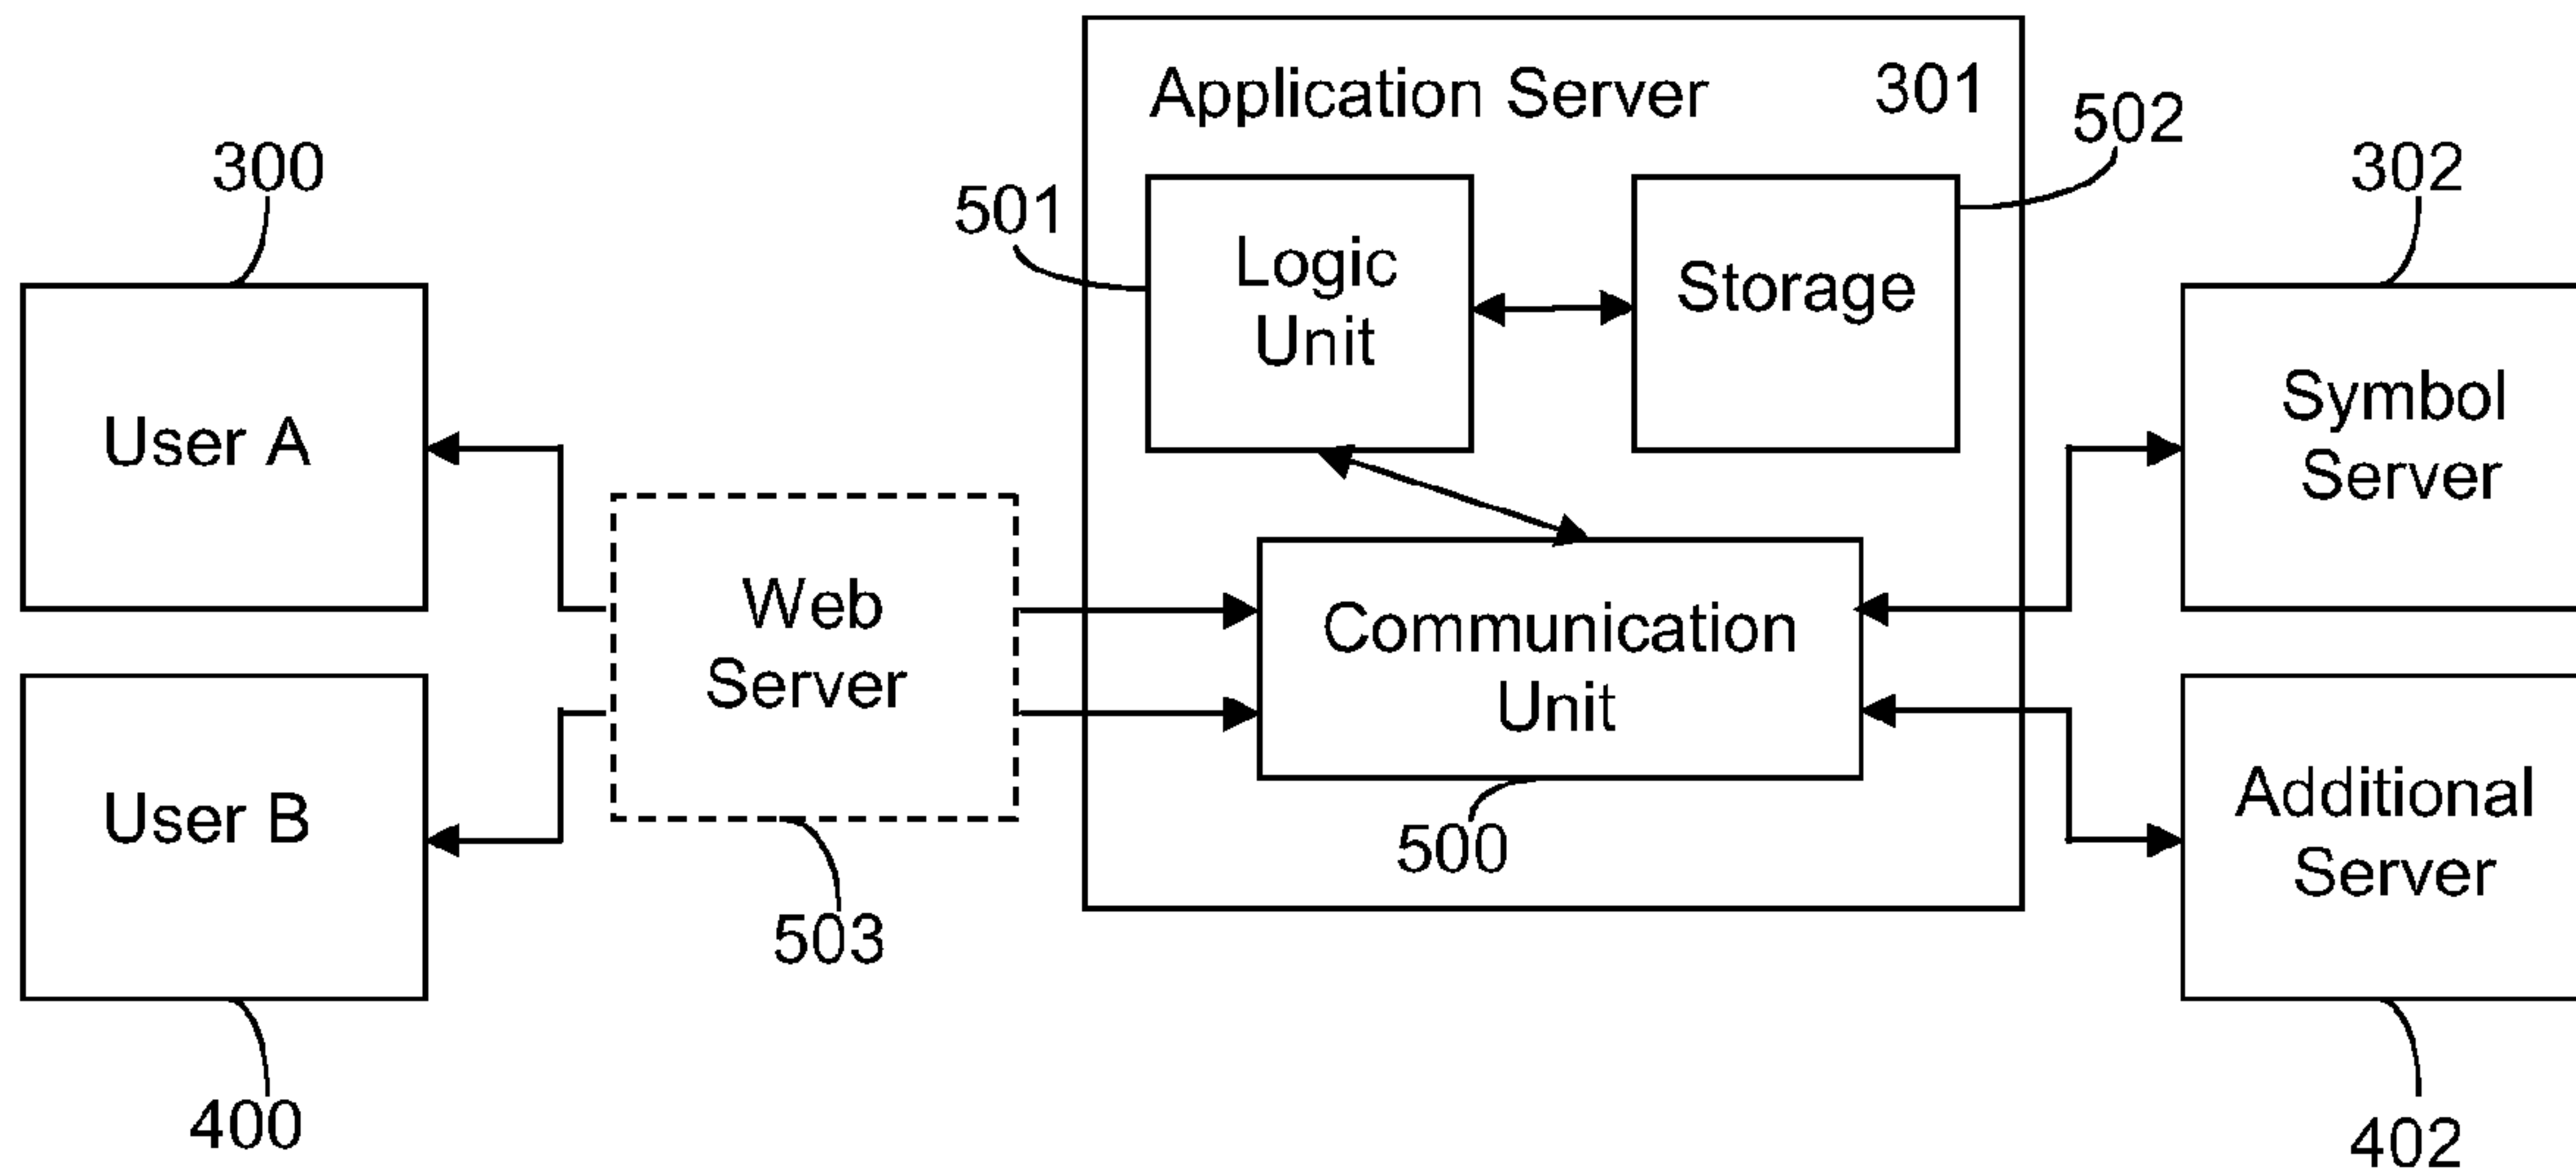 Application Server 301
300
501
502
302
Logic
Unit
Storage
User A
Symbol
Server
Web
Server
Communication
Unit
User B
Additional
Server
500
503
400
402